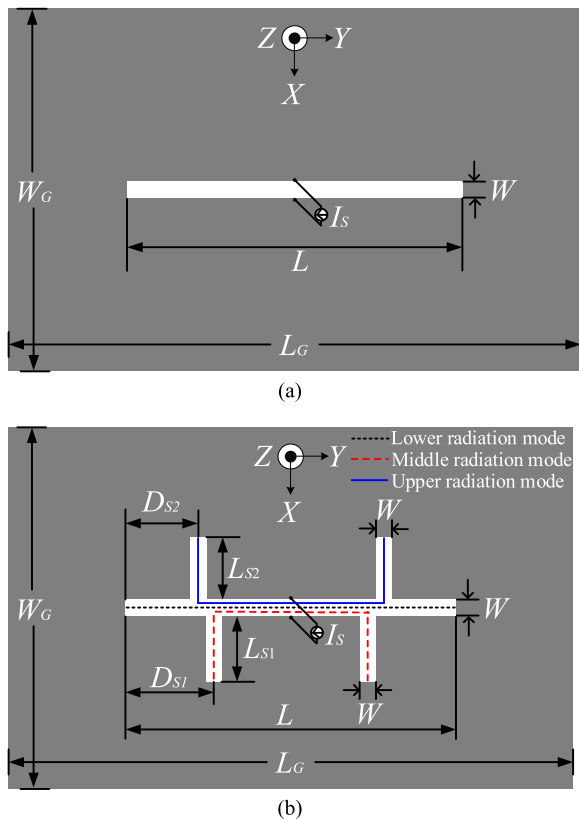 Z Y
X
W_G
W
I_S
L
L_G
(a)
Lower radiation mode
Z Y
Middle radiation mode
Upper radiation mode
X
D_S2
W
L_S2
W_G
W
I_S
L_S1
D_S1
L
W
L_G
(b)